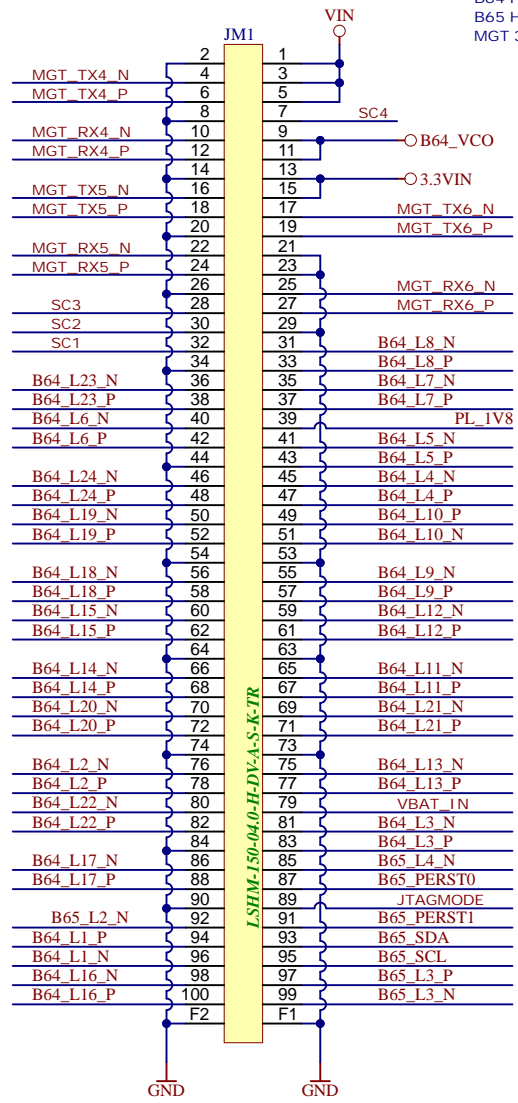 B65 H
MGT 3
VIN
JM1
2 1
MGT_TX4_N 4 3
MGT_TX4_P 6 5
8 7 SC4
MGT_RX4_N 10 9 B64_VCO
MGT_RX4_P 12 11
14 13 3.3VIN
MGT_TX5_N 16 15
MGT_TX5_P 18 17 MGT_TX6_N
20 19 MGT_TX6_P
MGT_RX5_N 22 21
MGT_RX5_P 24 23
26 25 MGT_RX6_N
SC3 28 27 MGT_RX6_P
SC2 30 29
SC1 32 31 B64_L8_N
34 33 B64_L8_P
B64_L23_N 36 35 B64_L7_N
B64_L23_P 38 37 B64_L7_P
B64_L6_N 40 39 PL_1V8
B64_L6_P 42 41 B64_L5_N
44 43 B64_L5_P
B64_L24_N 46 45 B64_L4_N
B64_L24_P 48 47 B64_L4_P
B64_L19_N 50 49 B64_L10_P
B64_L19_P 52 51 B64_L10_N
54 53
B64_L18_N 56 55 B64_L9_N
B64_L18_P 58 57 B64_L9_P
B64_L15_N 60 59 B64_L12_N
B64_L15_P 62 61 B64_L12_P
64 63
B64_L14_N 66 65 B64_L11_N
B64_L14_P 68 67 B64_L11_P
B64_L20_N 70 69 B64_L21_N
B64_L20_P 72 71 B64_L21_P
74 73
B64_L2_N 76 75 B64_L13_N
B64_L2_P 78 77 B64_L13_P
B64_L22_N 80 79 VBAT_IN
B64_L22_P 82 81 B64_L3_N
84 83 B64_L3_P
B64_L17_N 86 85 B65_L4_N
B64_L17_P 88 87 B65_PERST0
90 89 JTAGMODE
B65_L2_N 92 91 B65_PERST1
B64_L1_P 94 93 B65_SDA
B64_L1_N 96 95 B65_SCL
B64_L16_N 98 97 B65_L3_P
B64_L16_P 100 99 B65_L3_N
F2 F1
LSHM-150-04.0-H-DV-A-S-K-TR
GND GND